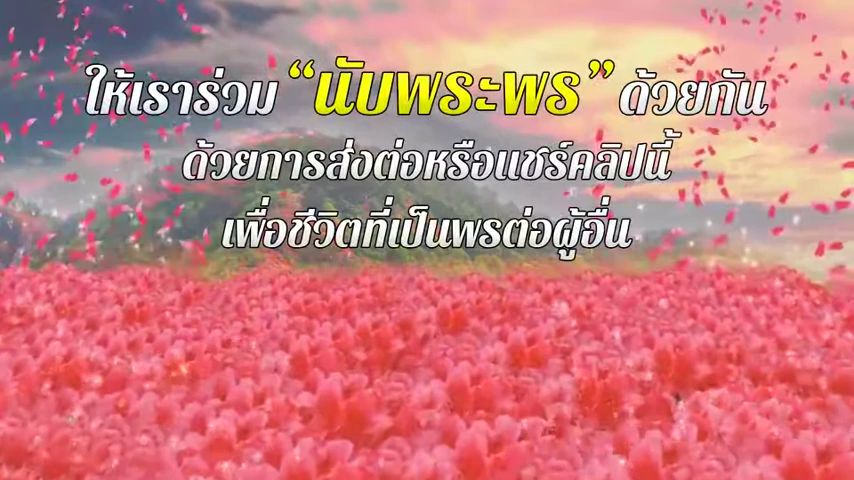 ให้เราร่วม “นับพระพร” ด้วยกัน
ด้วยการส่งต่อหรือแชร์คลิปนี้
เพื่อชีวิตที่เป็นพรต่อผู้อื่น